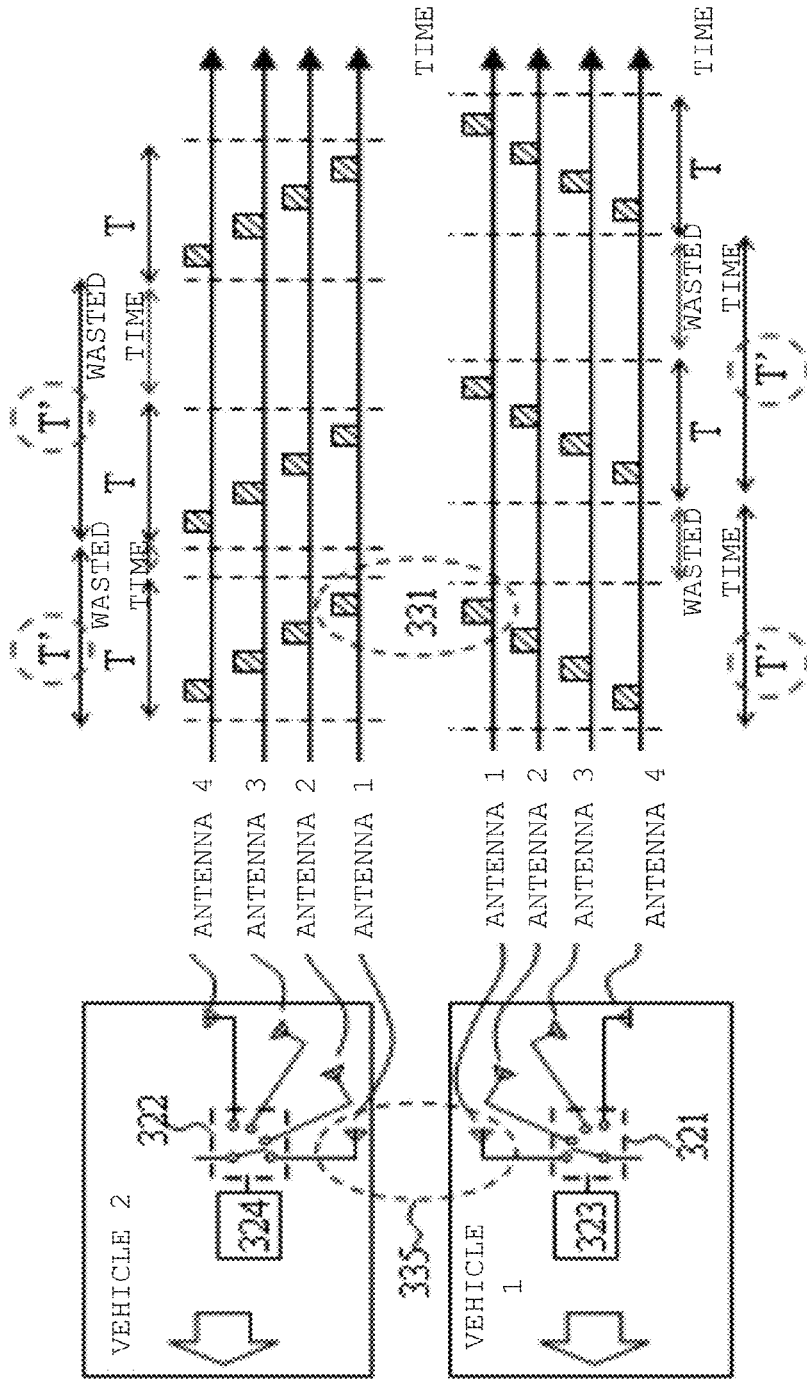 T'
T'
T
WASTED TIME
T
WASTED TIME
T
VEHICLE 2
322
324
ANTENNA 4
ANTENNA 3
ANTENNA 2
ANTENNA 1
TIME
335
331
VEHICLE 1
323
321
ANTENNA 1
ANTENNA 2
ANTENNA 3
ANTENNA 4
TIME
WASTED TIME
T
WASTED TIME
T
T'
T'